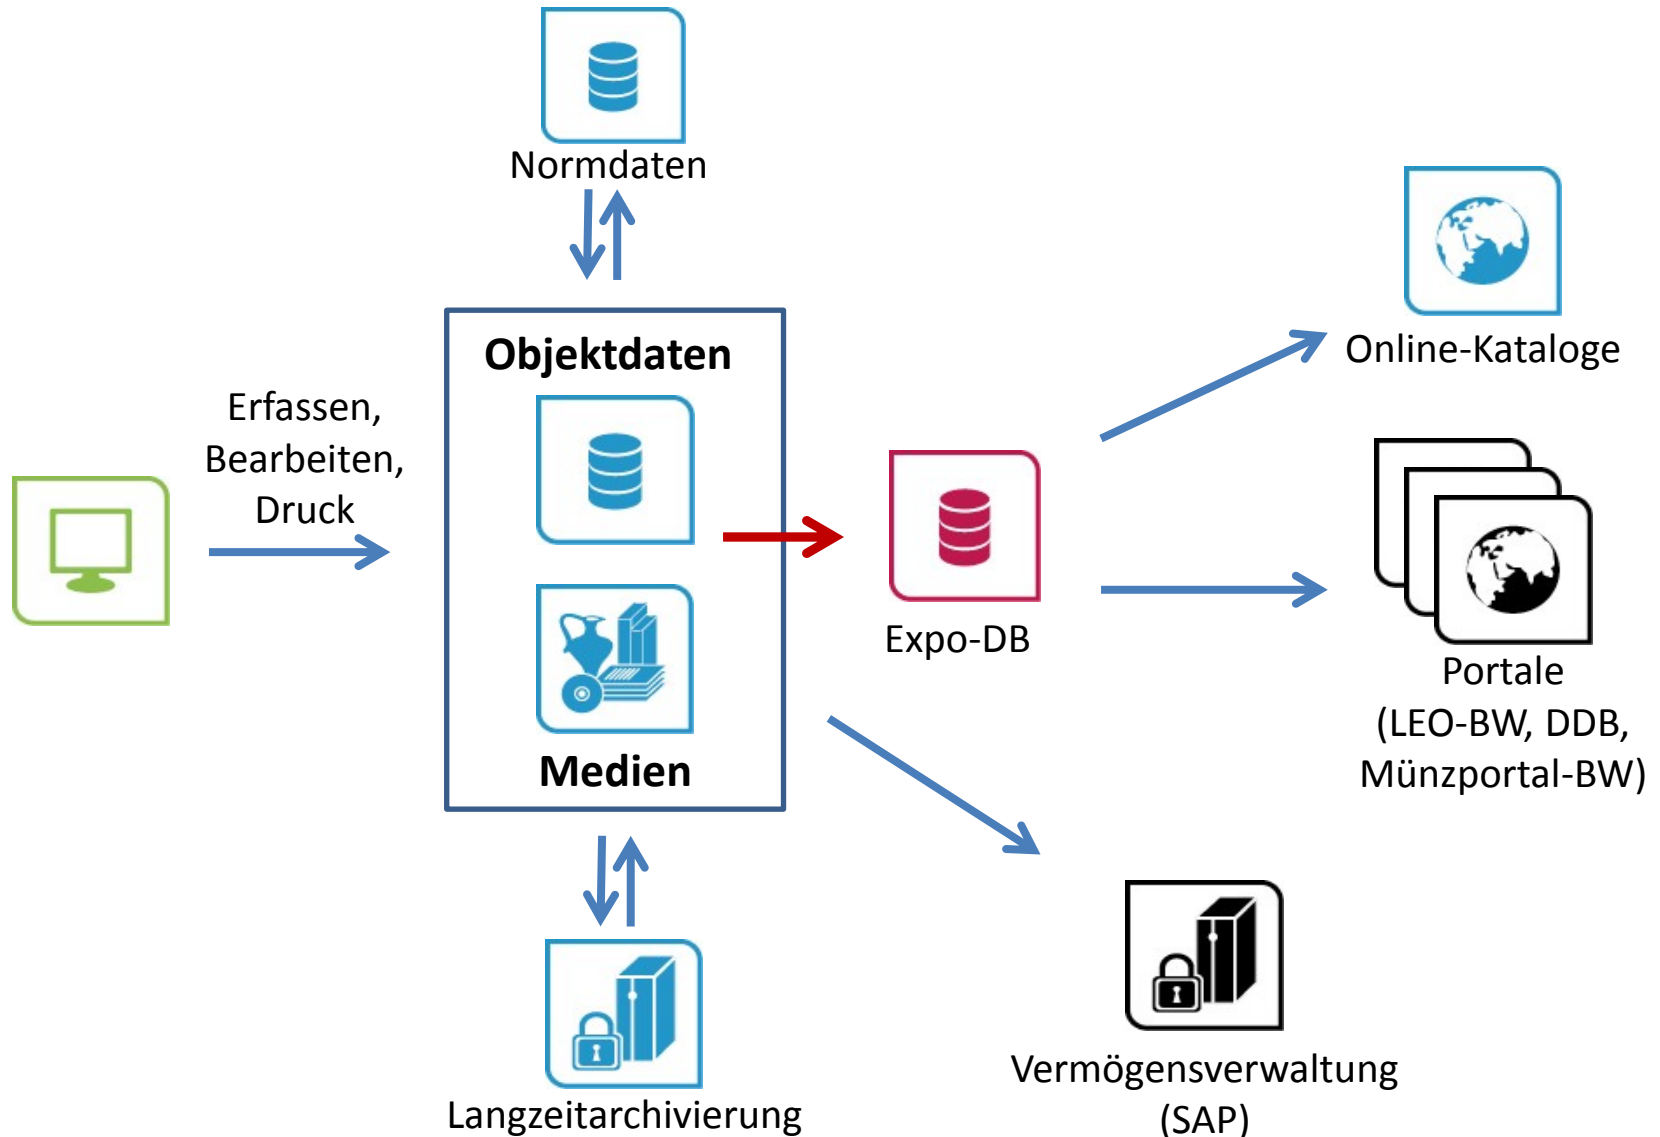 Normdaten
Online-Kataloge
Objektdaten
Erfassen,
Bearbeiten,
Druck
Expo-DB
Portale
(LEO-BW, DDB,
Münzportal-BW)
Medien
Vermögensverwaltung
(SAP)
Langzeitarchivierung